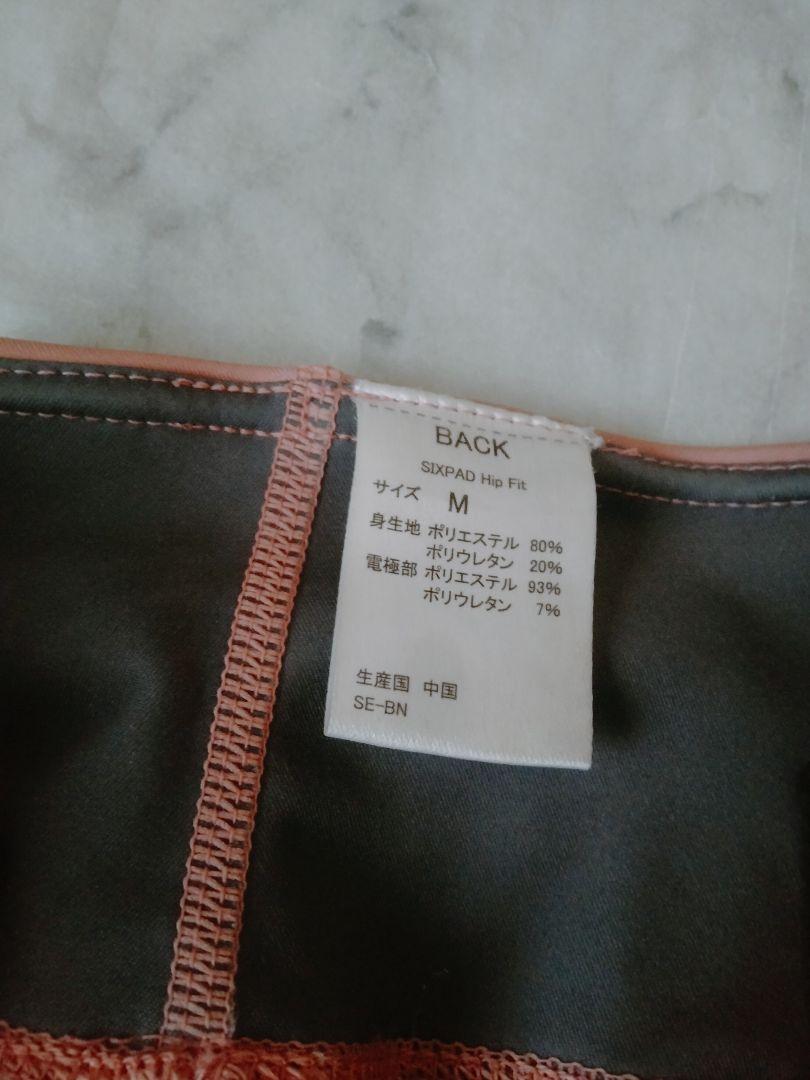 BACK
SIXPAD Hip Fit
サイズ M
身生地 ポリエステル 80%
ポリウレタン 20%
電極部 ポリエステル 93%
ポリウレタン 7%
生産国 中国
SE-BN